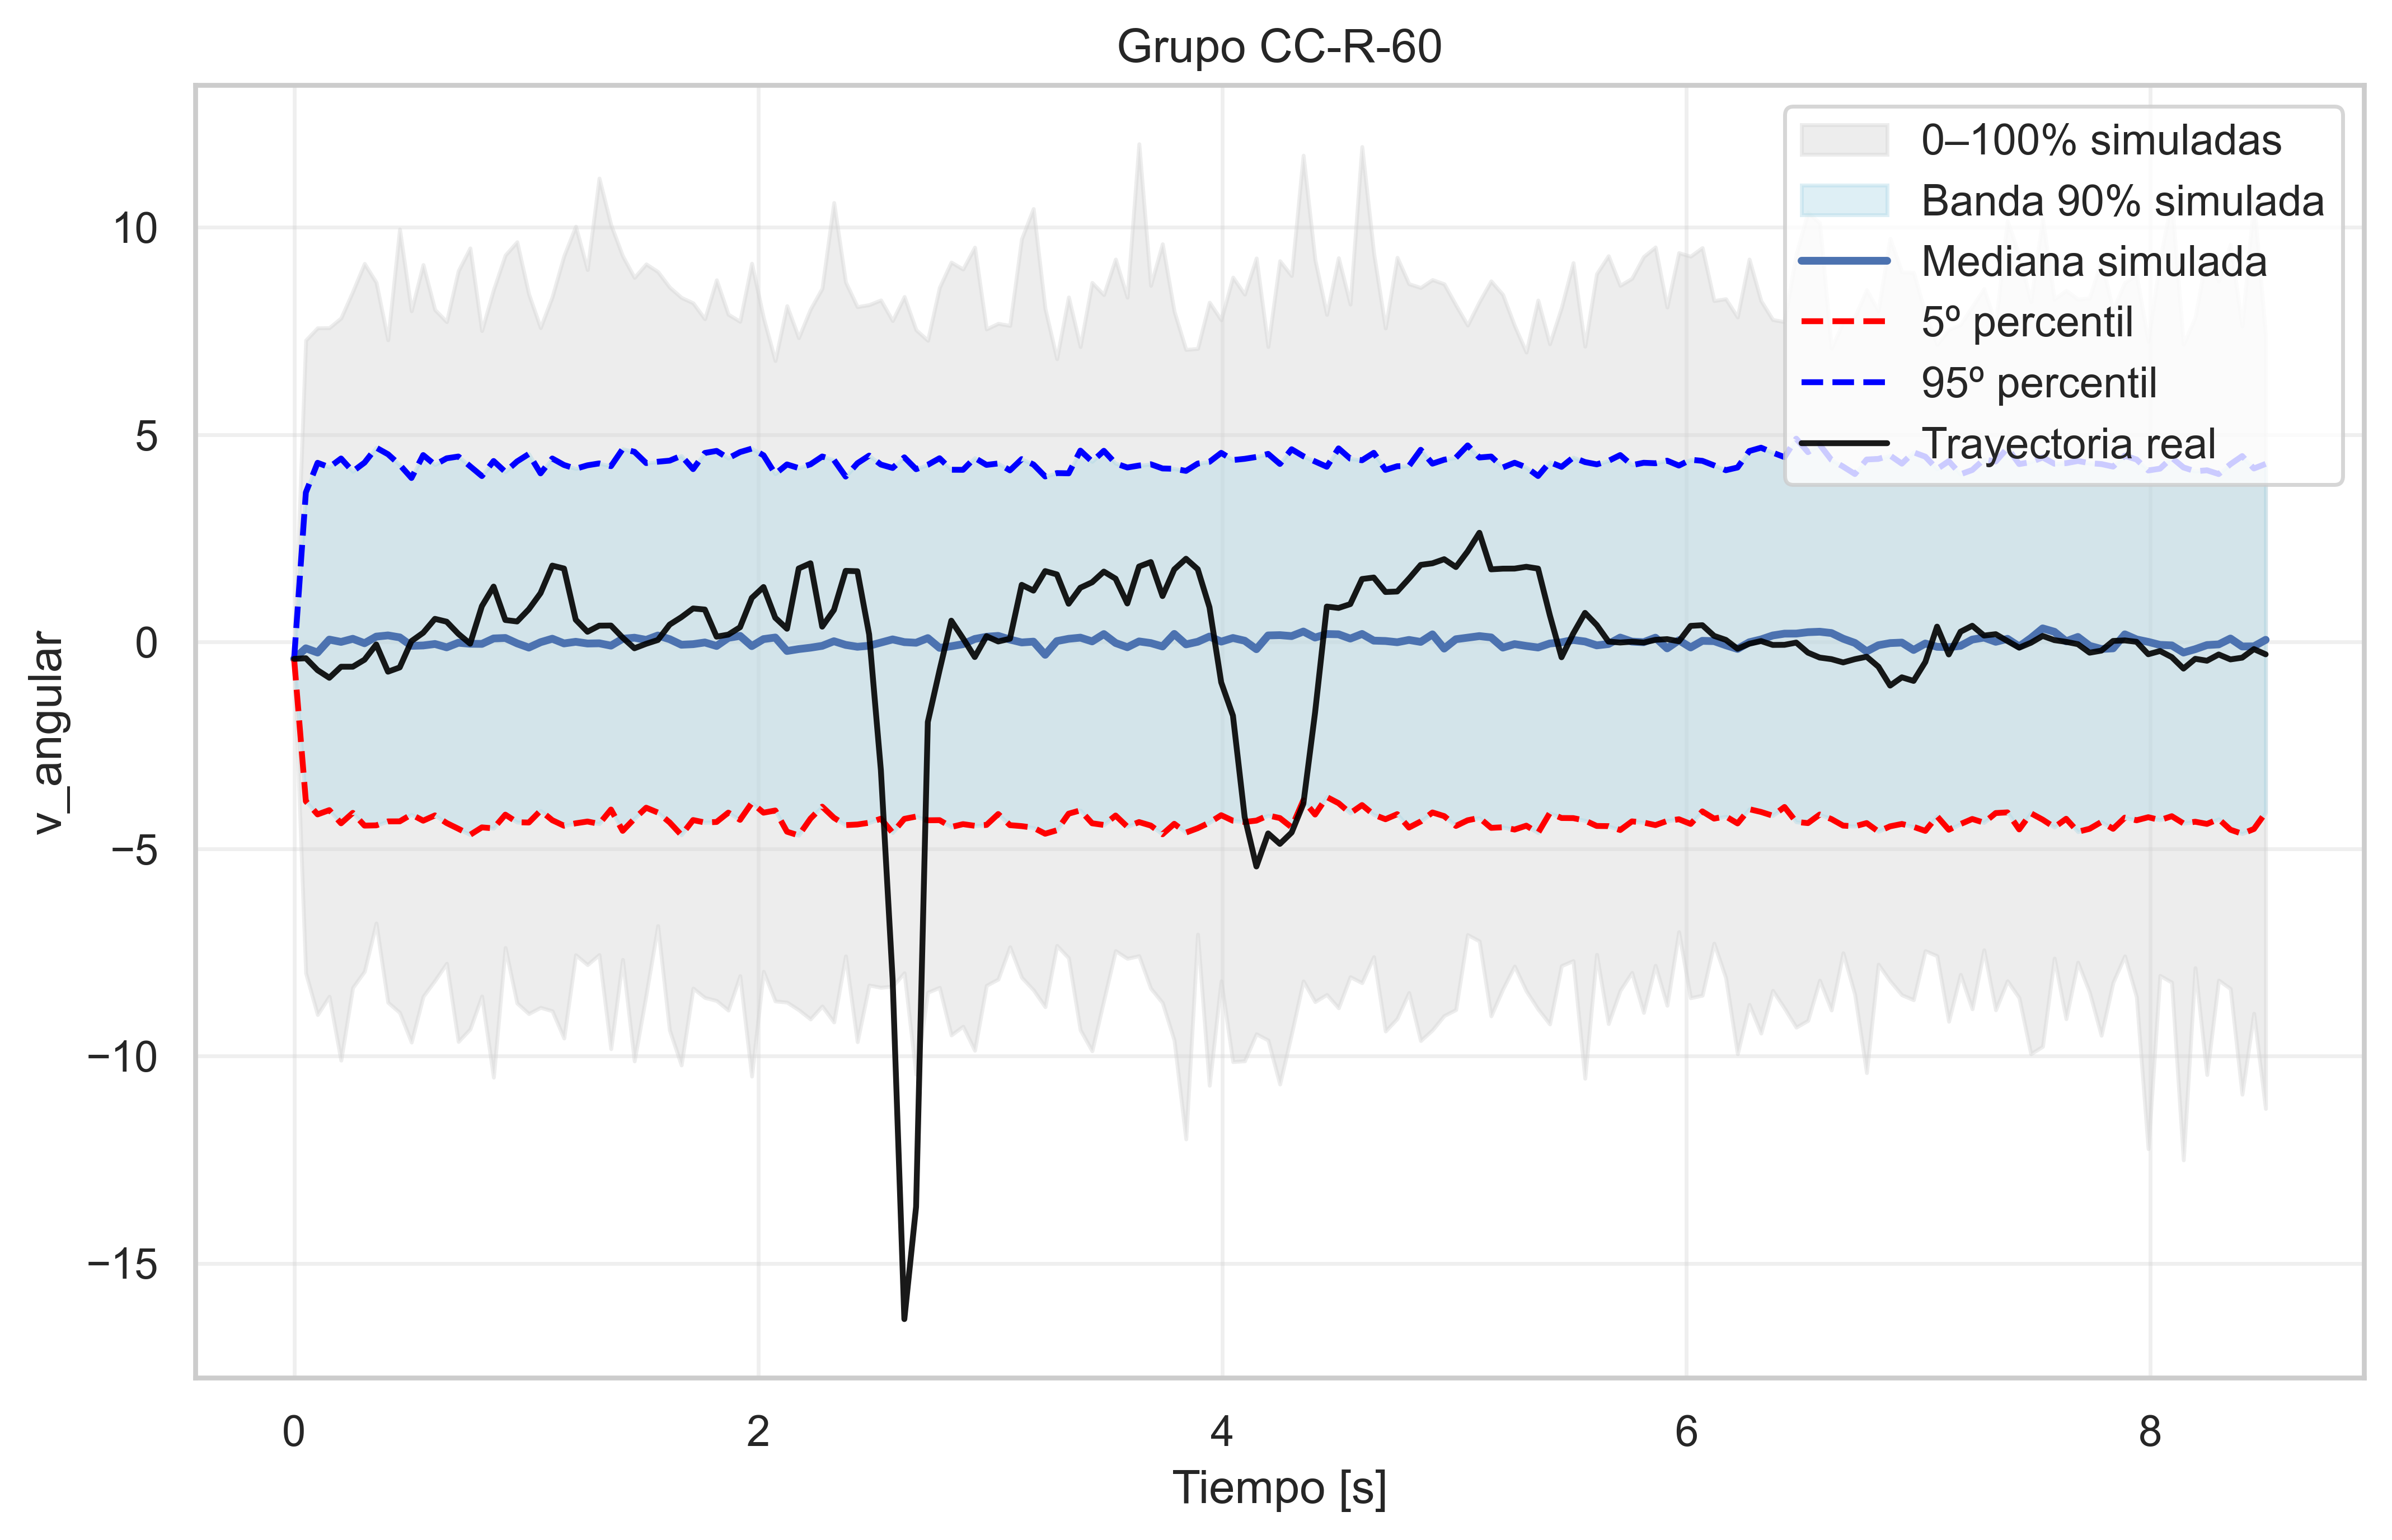 Grupo CC-R-60
0–100% simuladas
Banda 90% simulada
Mediana simulada
5º percentil
95º percentil
Trayectoria real
10
5
0
−5
−10
−15
v_angular
0 2 4 6 8
Tiempo [s]